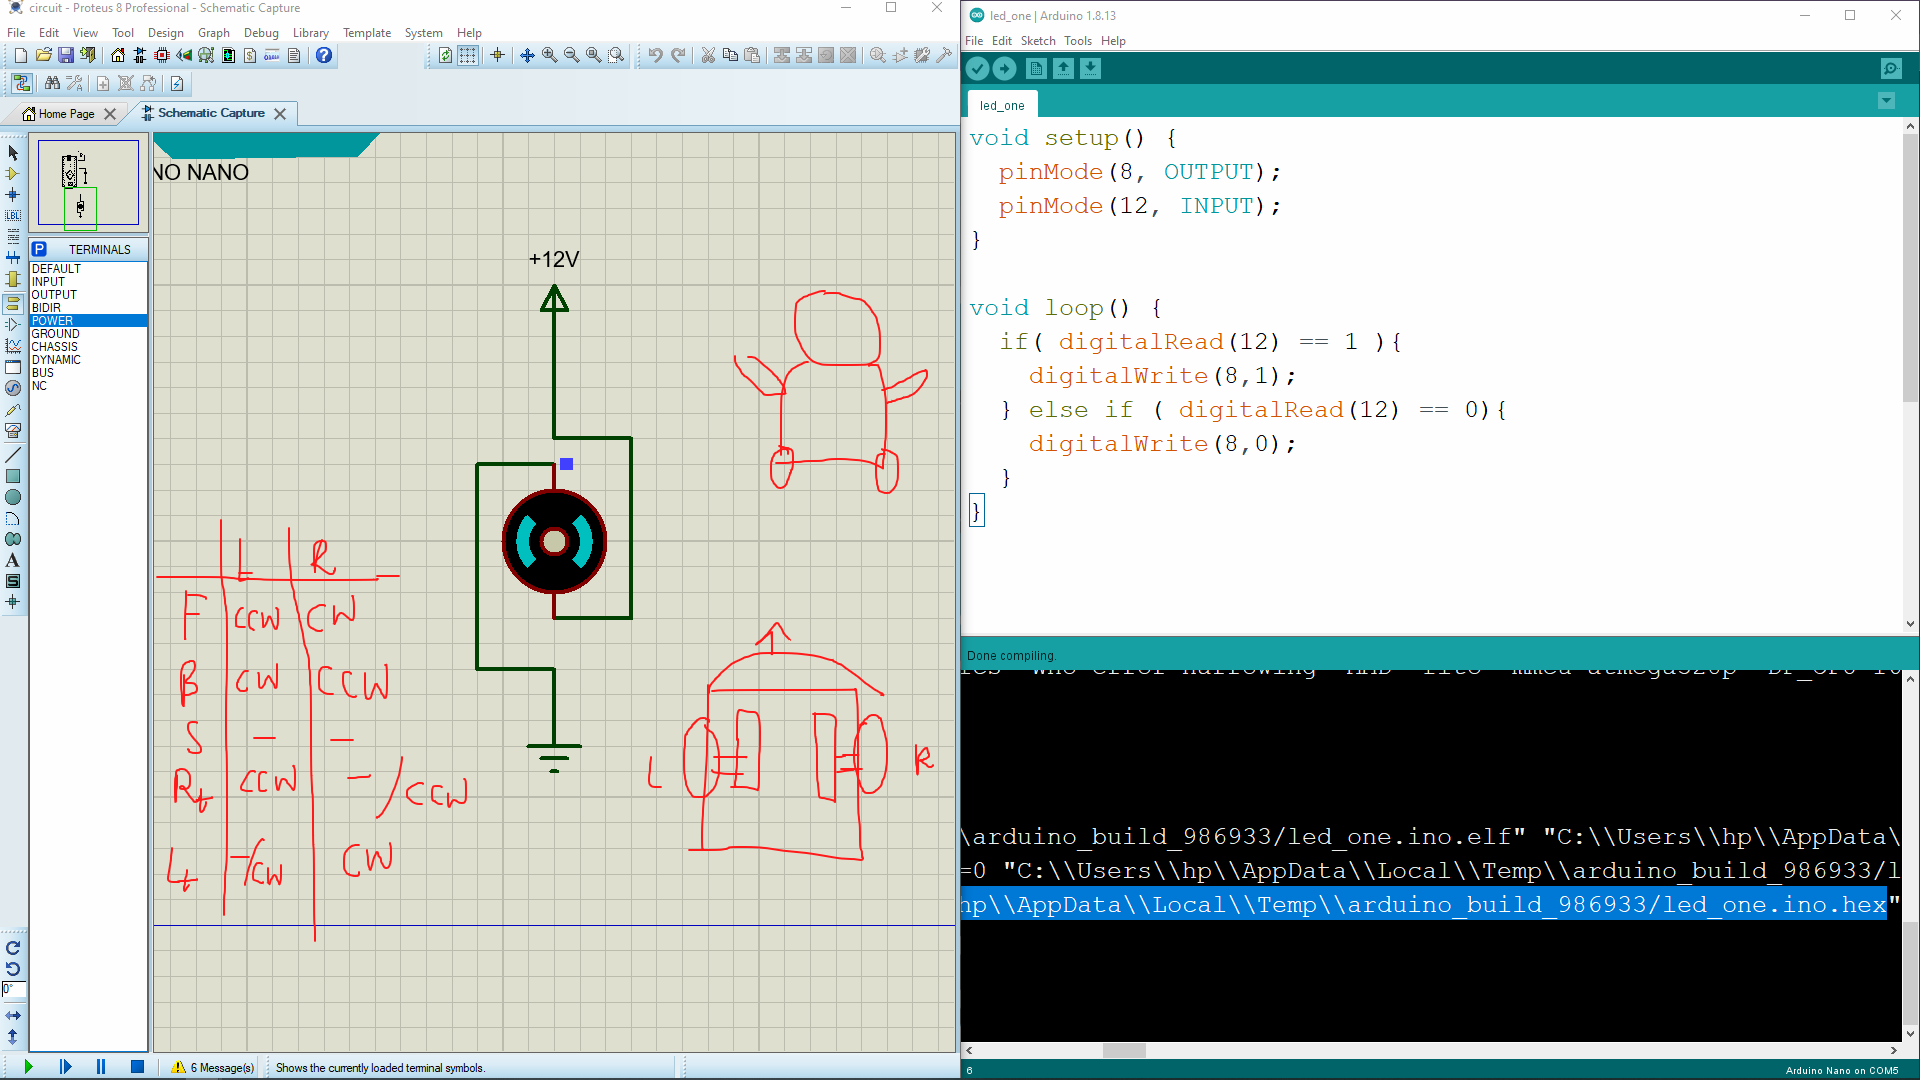 circuit - Proteus 8 Professional - Schematic Capture
File Edit View Tool Design Graph Debug Library Template System Help
Home Page
Schematic Capture
NO NANO
P TERMINALS
DEFAULT
INPUT
OUTPUT
BIDIR
POWER
GROUND
CHASSIS
DYNAMIC
BUS
NC
LBL
A
S
0°
+12V
L R
F CCW CW
B CW CCW
S - -
Rt CCW - / CCW
Lt -/CW CW
L R
6 Message(s)
Shows the currently loaded terminal symbols.
led_one | Arduino 1.8.13
File Edit Sketch Tools Help
led_one
void setup() {
pinMode(8, OUTPUT);
pinMode(12, INPUT);
}
void loop() {
if( digitalRead(12) == 1 ){
digitalWrite(8,1);
} else if ( digitalRead(12) == 0){
digitalWrite(8,0);
}
}
Done compiling.
\arduino_build_986933/led_one.ino.elf" "C:\\Users\\hp\\AppData\
=0 "C:\\Users\\hp\\AppData\\Local\\Temp\\arduino_build_986933/l
hp\\AppData\\Local\\Temp\\arduino_build_986933/led_one.ino.hex"
6
Arduino Nano on COM5